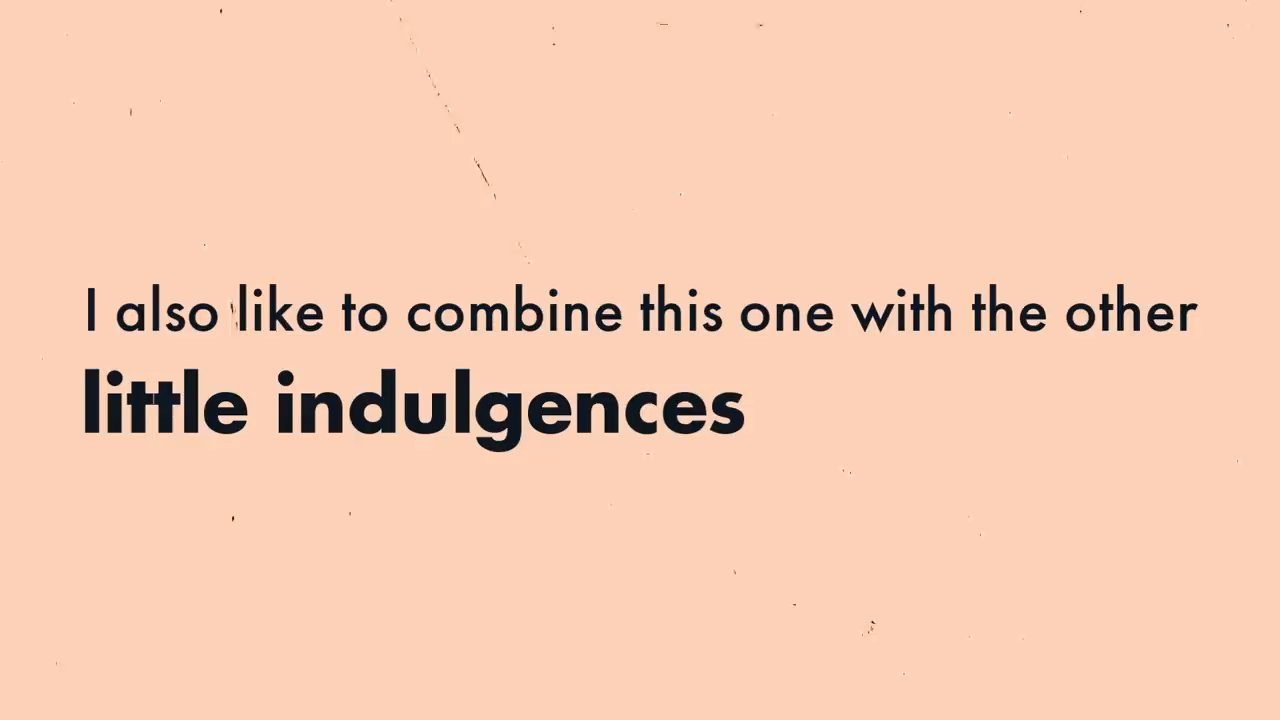 I also like to combine this one with the other
little indulgences